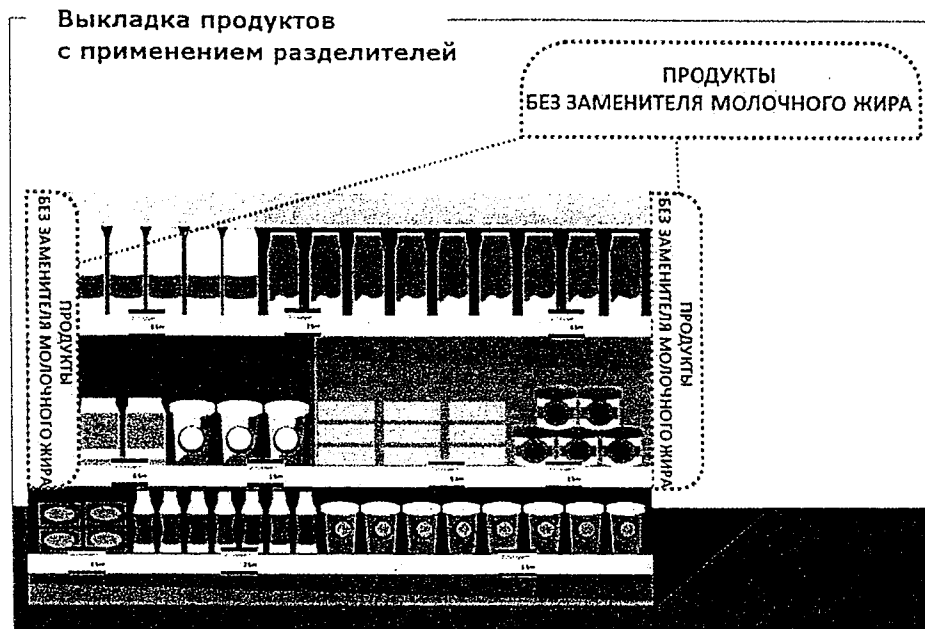 Выкладка продуктов
с применением разделителей
ПРОДУКТЫ
БЕЗ ЗАМЕНИТЕЛЯ МОЛОЧНОГО ЖИРА
ПРОДУКТЫ
БЕЗ ЗАМЕНИТЕЛЯ МОЛОЧНОГО ЖИРА
ПРОДУКТЫ
БЕЗ ЗАМЕНИТЕЛЯ МОЛОЧНОГО ЖИРА